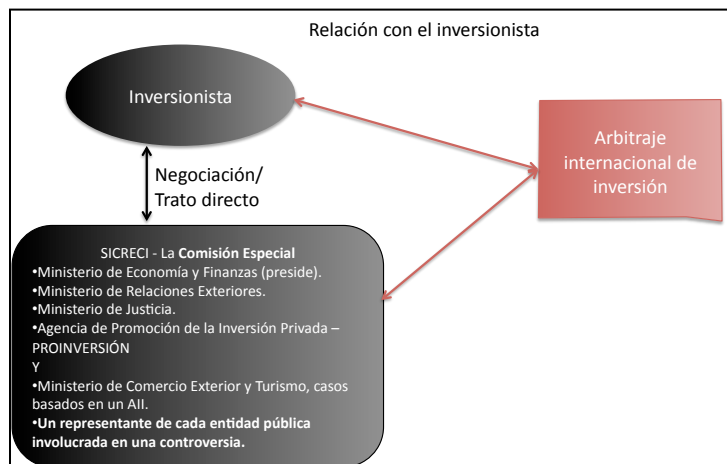 Relación con el inversionista
Inversionista
Arbitraje
internacional de
inversión
Negociación/
Trato directo
SICRECI - La Comisión Especial
•Ministerio de Economía y Finanzas (preside).
•Ministerio de Relaciones Exteriores.
•Ministerio de Justicia.
•Agencia de Promoción de la Inversión Privada –
PROINVERSIÓN
Y
•Ministerio de Comercio Exterior y Turismo, casos
basados en un AII.
•Un representante de cada entidad pública
involucrada en una controversia.